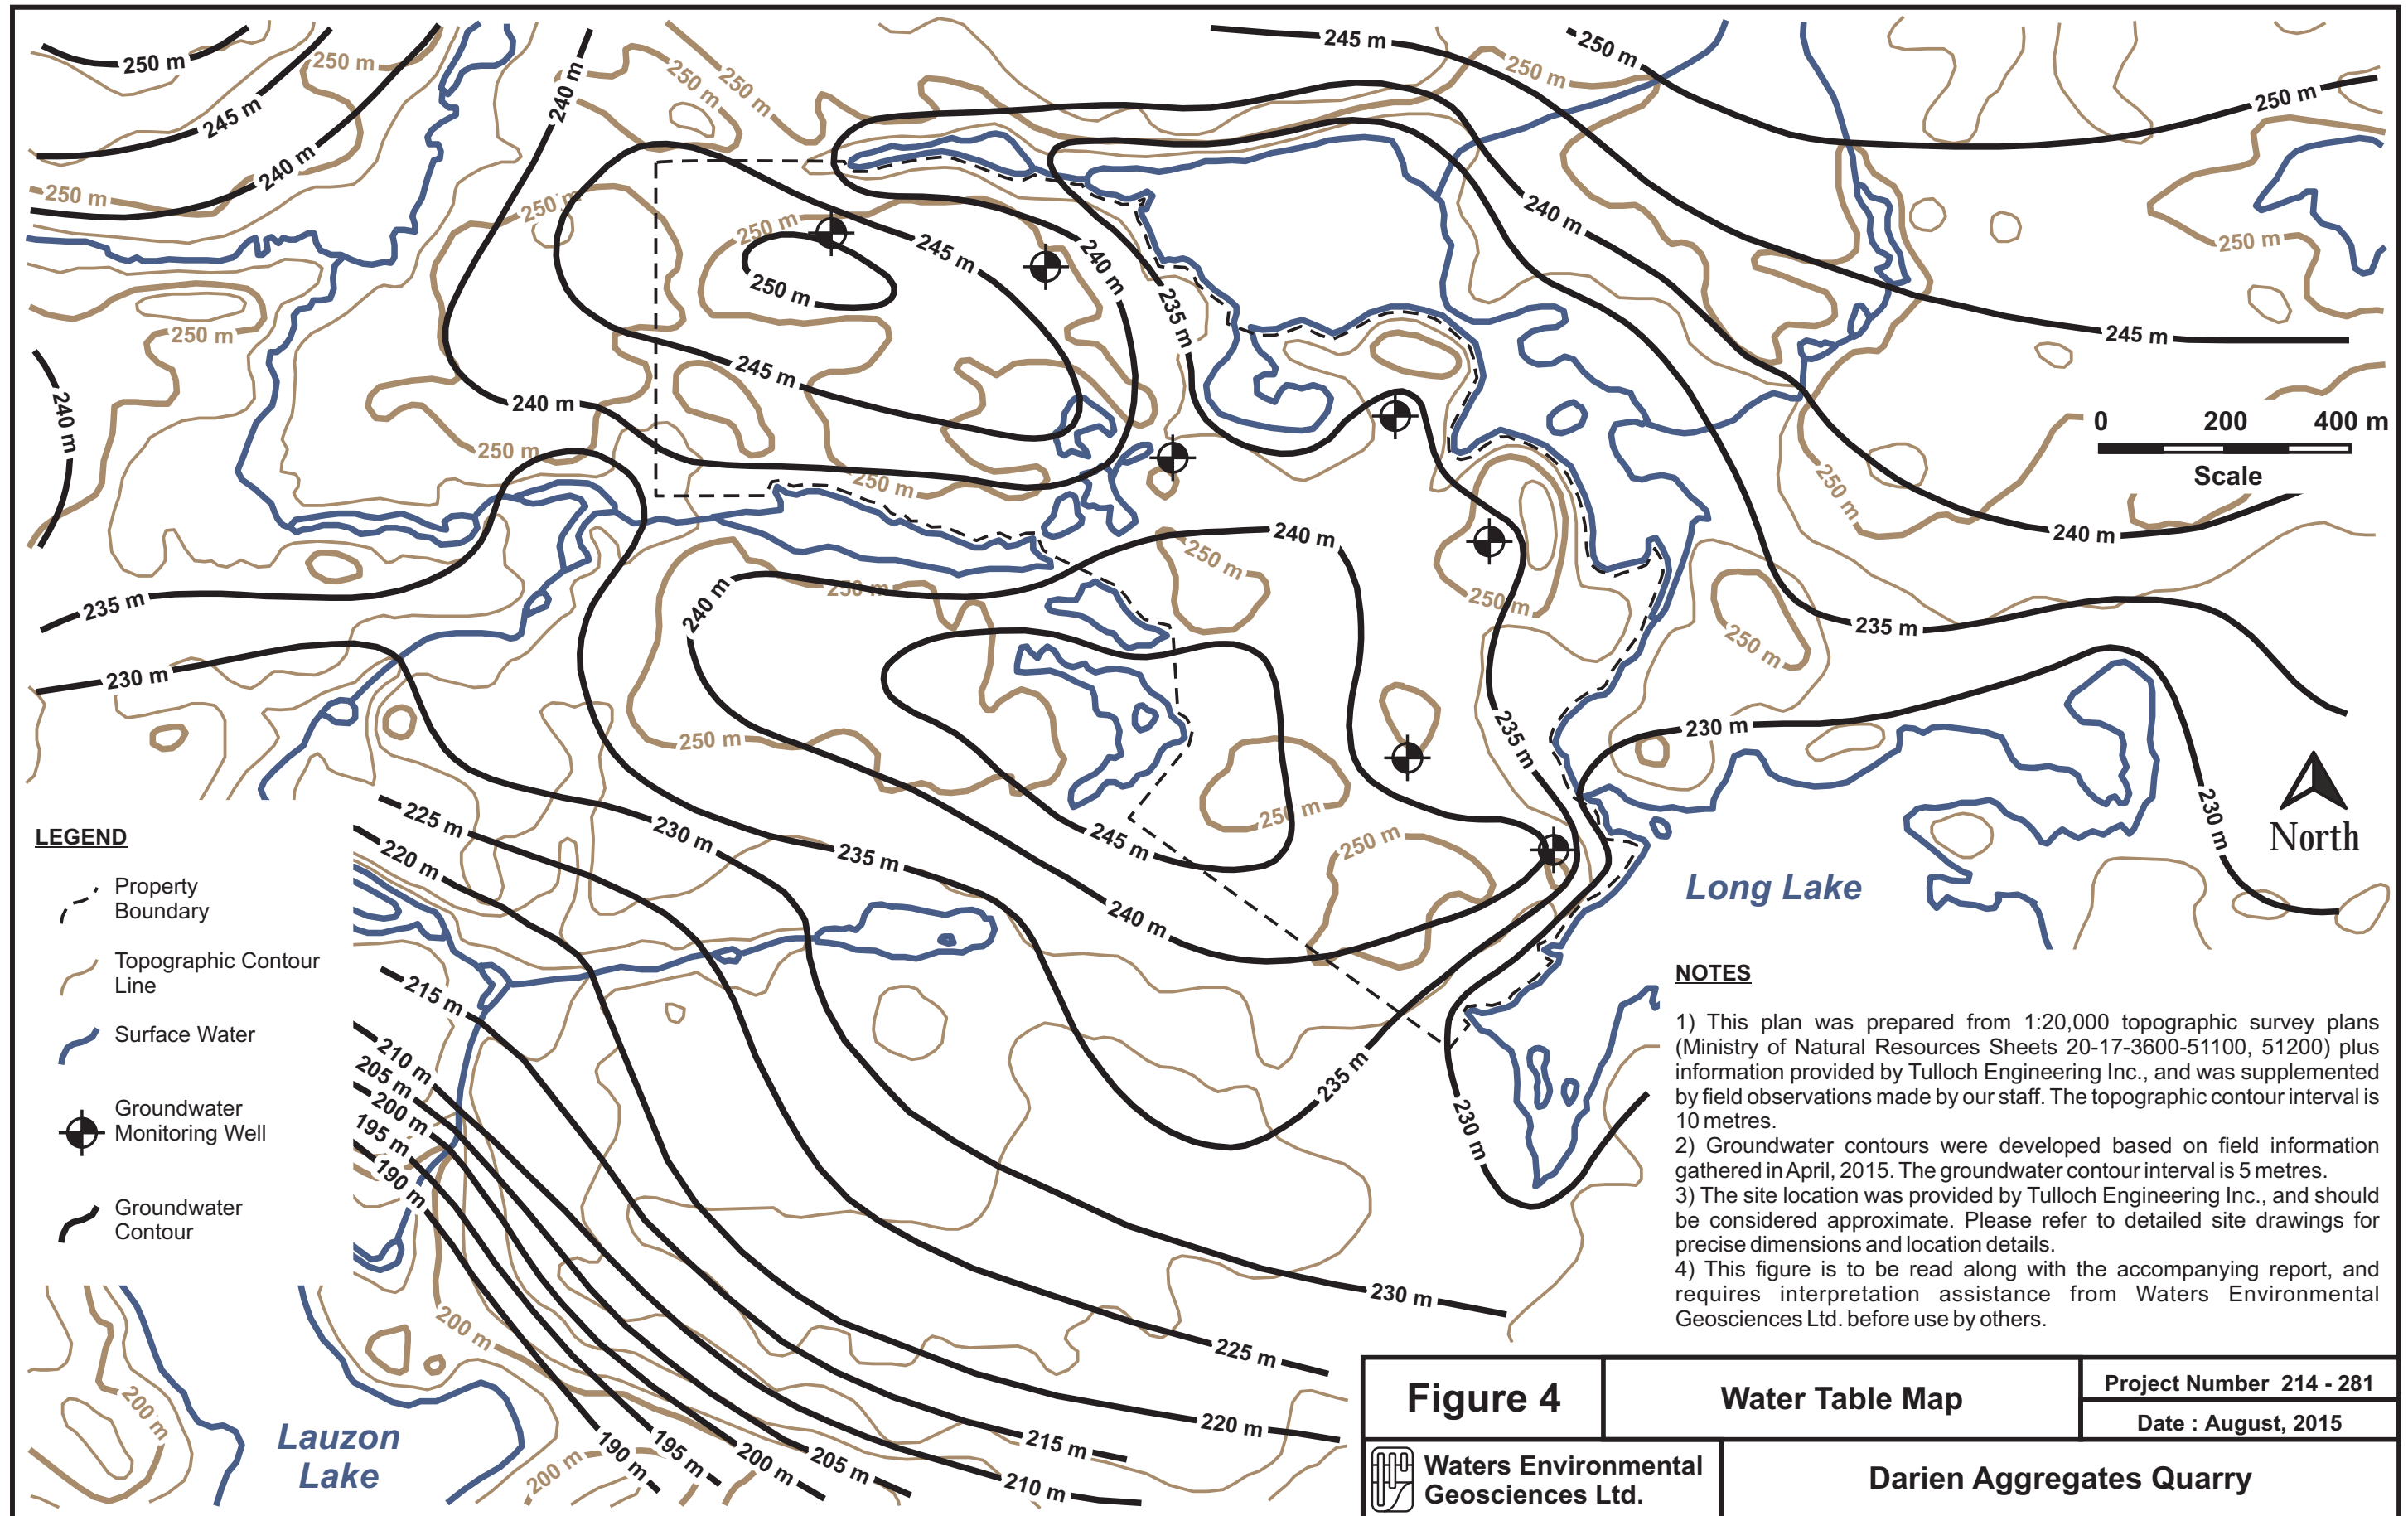 245 m
250 m
250 m
250 m
250 m
250 m
250 m
250 m
240 m
250 m
245 m
240 m
250 m
250 m
240 m
250 m
245 m
240 m
250 m
250 m
235 m
250 m
245 m
250 m
245 m
240 m
240 m
0 200 400 m
Scale
250 m
250 m
250 m
240 m
240 m
250 m
250 m
235 m
240 m
250 m
250 m
235 m
250 m
230 m
250 m
235 m
230 m
North
225 m
230 m
250 m
230 m
220 m
235 m
245 m
250 m
240 m
Long Lake
LEGEND
Property
Boundary
Topographic Contour
Line
Surface Water
Groundwater
Monitoring Well
Groundwater
Contour
215 m
210 m
205 m
200 m
195 m
190 m
235 m
230 m
230 m
225 m
220 m
215 m
210 m
205 m
200 m
195 m
190 m
200 m
200 m
200 m
Lauzon
Lake
NOTES
1) This plan was prepared from 1:20,000 topographic survey plans
(Ministry of Natural Resources Sheets 20-17-3600-51100, 51200) plus
information provided by Tulloch Engineering Inc., and was supplemented
by field observations made by our staff. The topographic contour interval is
10 metres.
2) Groundwater contours were developed based on field information
gathered in April, 2015. The groundwater contour interval is 5 metres.
3) The site location was provided by Tulloch Engineering Inc., and should
be considered approximate. Please refer to detailed site drawings for
precise dimensions and location details.
4) This figure is to be read along with the accompanying report, and
requires interpretation assistance from Waters Environmental
Geosciences Ltd. before use by others.
Figure 4
Water Table Map
Project Number 214 - 281
Date : August, 2015
Waters Environmental
Geosciences Ltd.
Darien Aggregates Quarry